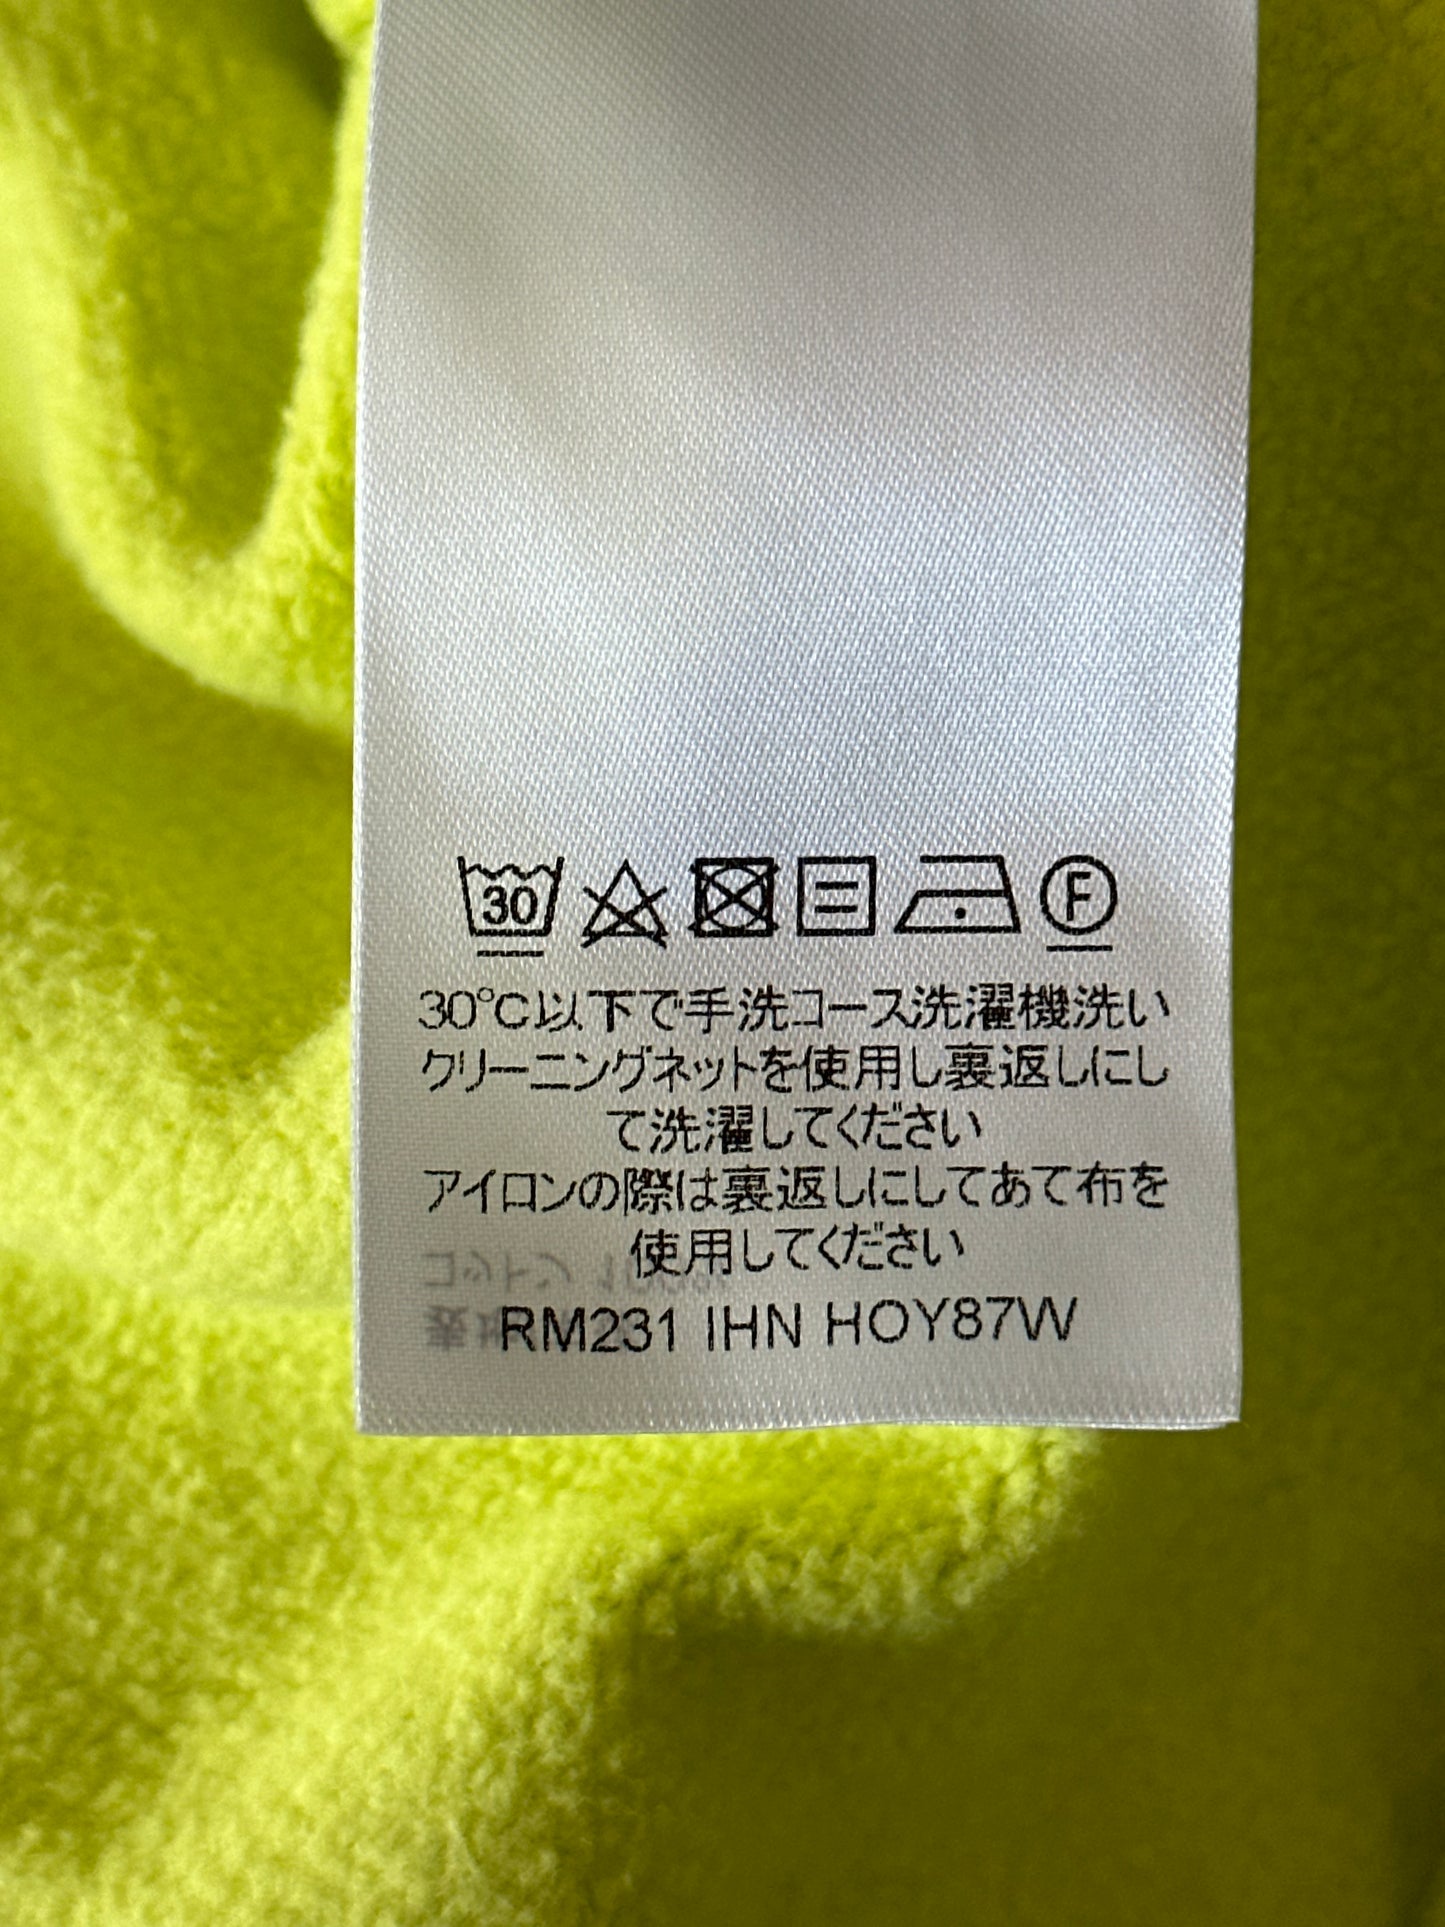 30
F
30℃以下で手洗コース洗濯機洗い
クリーニングネットを使用し裏返しにし
て洗濯してください
アイロンの際は裏返しにしてあて布を
使用してください
RM231 IHN HOY87W